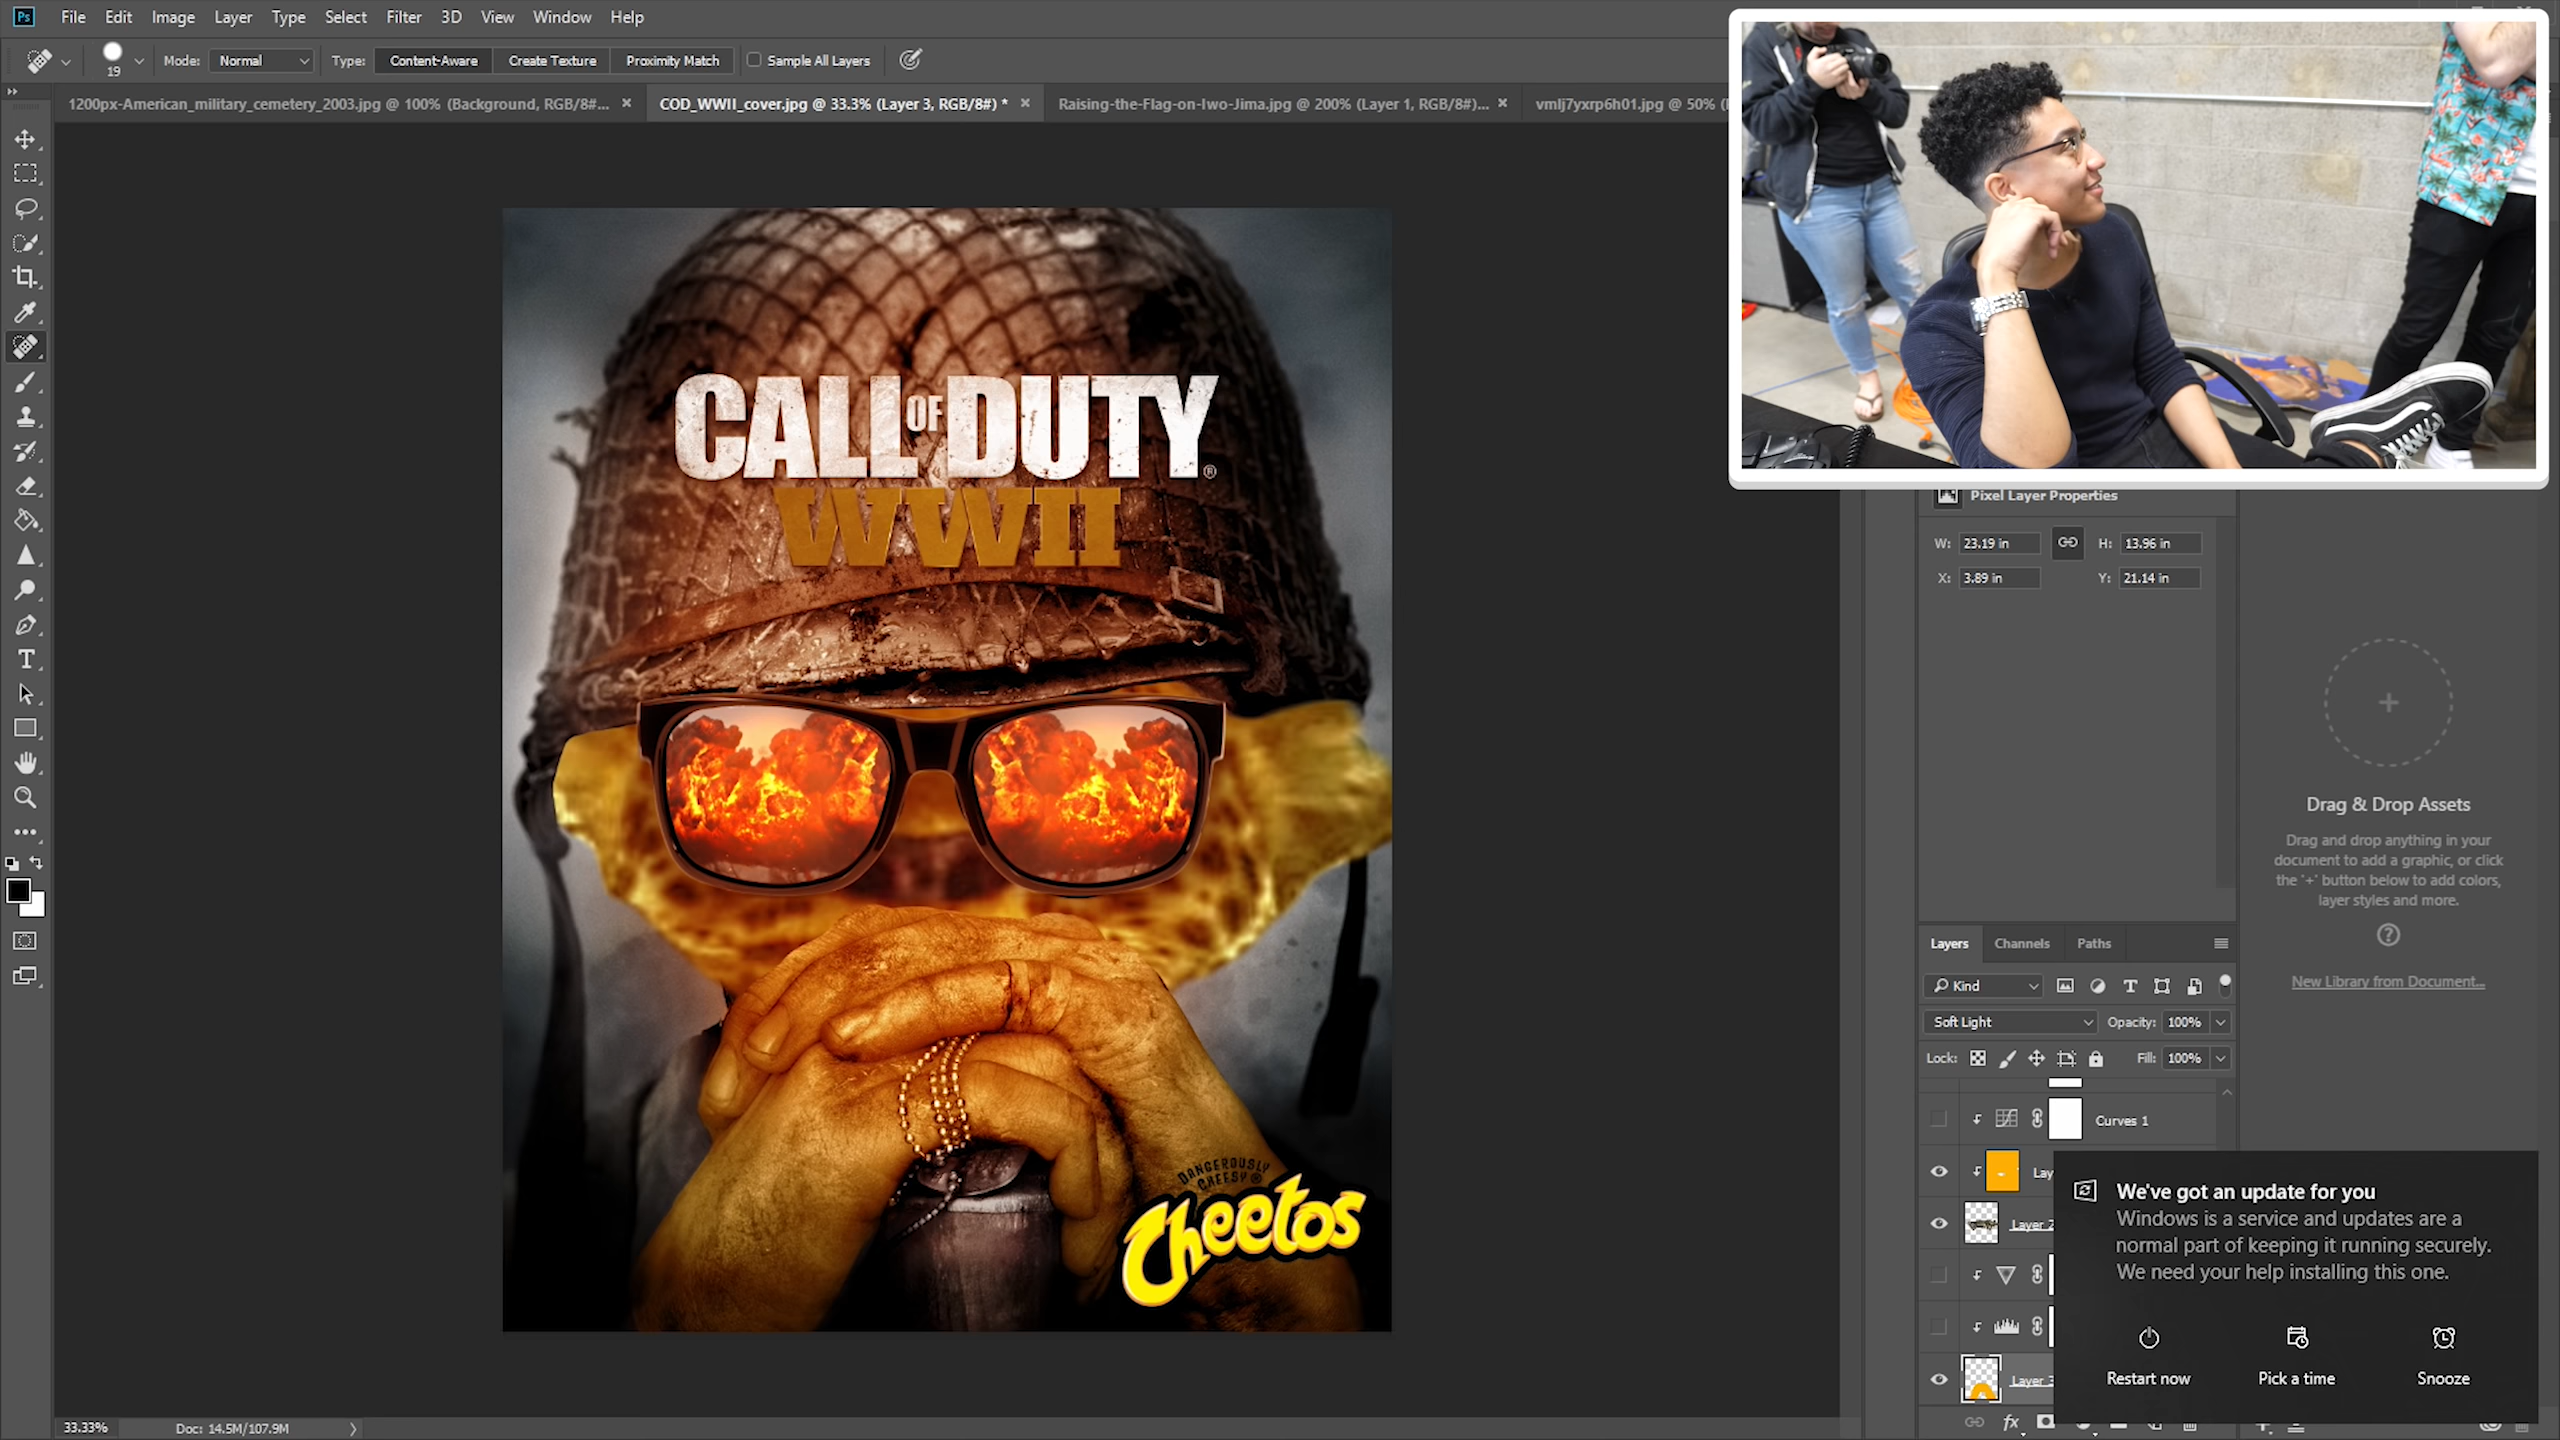 Ps File Edit Image Layer Type Select Filter 3D View Window Help
19 Mode: Normal Type: Content-Aware Create Texture Proximity Match Sample All Layers
1200px-American_military_cemetery_2003.jpg @ 100% (Background, RGB/8#... × COD_WWII_cover.jpg @ 33.3% (Layer 3, RGB/8#) * × Raising-the-Flag-on-Iwo-Jima.jpg @ 200% (Layer 1, RGB/8#)... × vmlj7yxrp6h01.jpg @ 50%
CALL OF DUTY®
WWII
DANGEROUSLY
CHEESY®
Cheetos
Pixel Layer Properties
W: 23.19 in H: 13.96 in
X: 3.89 in Y: 21.14 in
Drag & Drop Assets
Drag and drop anything in your
document to add a graphic, or click
the '+' button below to add colors,
layer styles and more.
New Library from Document...
Layers Channels Paths
Kind
Soft Light Opacity: 100%
Lock: Fill: 100%
Curves 1
Lay
Layer 2
Layer 3
We've got an update for you
Windows is a service and updates are a
normal part of keeping it running securely.
We need your help installing this one.
Restart now Pick a time Snooze
33.33% Doc: 14.5M/107.9M